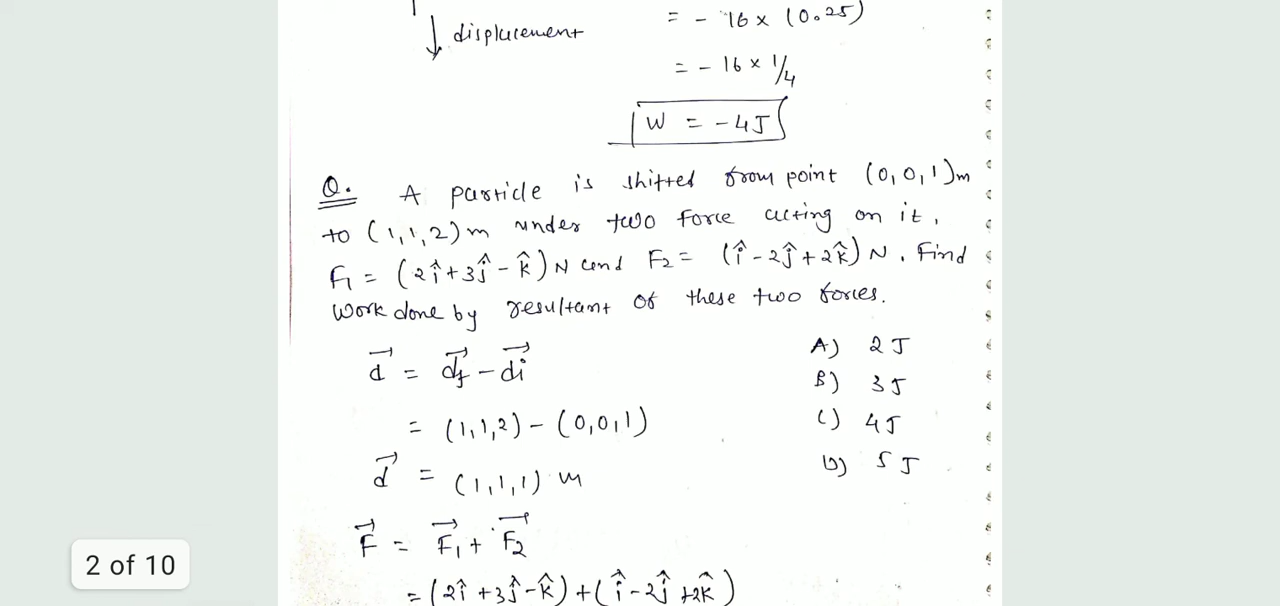 = - 16 × (0.25)
displacement
= - 16 × 1/4
W = -4J
Q. A particle is shifted from point (0,0,1)m
to (1,1,2)m under two force acting on it,
F1 = (2î+3ĵ-k̂)N and F2 = (î-2ĵ+2k̂)N. Find
work done by resultant of these two forces.
d⃗ = d⃗f - d⃗i
A) 2J
B) 3J
= (1,1,2) - (0,0,1)
C) 4J
d⃗ = (1,1,1) m
D) 5J
F⃗ = F⃗1 + F⃗2
= (2î+3ĵ-k̂)+(î-2ĵ+2k̂)
2 of 10